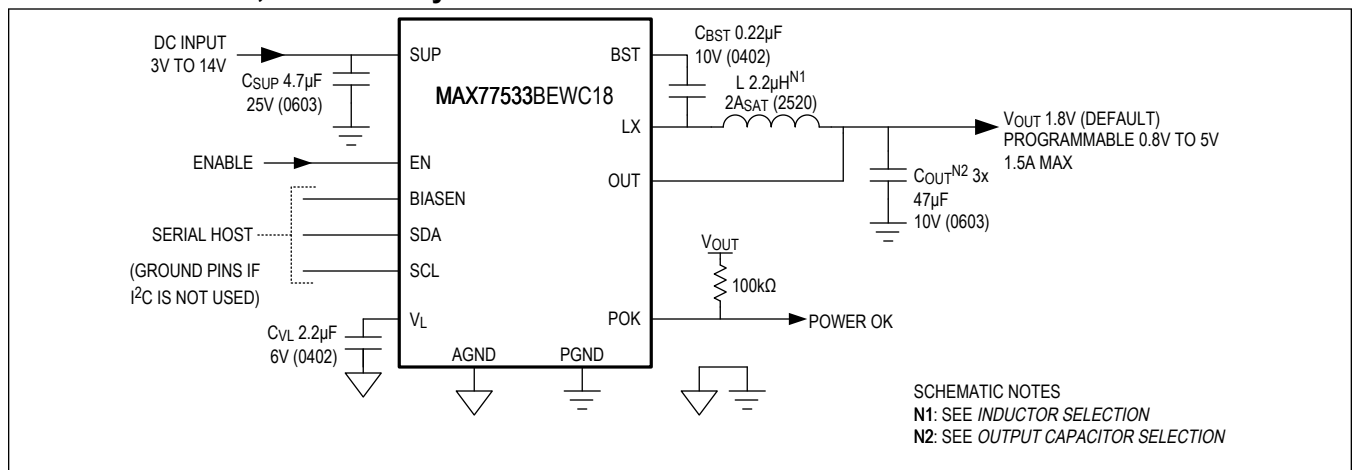 DC INPUT
3V TO 14V
CSUP 4.7µF
25V (0603)
ENABLE
SERIAL HOST
(GROUND PINS IF
I2C IS NOT USED)
CVL 2.2µF
6V (0402)
SUP
BST
MAX77533BEWC18
LX
EN
OUT
BIASEN
SDA
SCL
VL
POK
AGND
PGND
CBST 0.22µF
10V (0402)
L 2.2µHN1
2ASAT (2520)
VOUT 1.8V (DEFAULT)
PROGRAMMABLE 0.8V TO 5V
1.5A MAX
COUTN2 3x
47µF
10V (0603)
VOUT
100kΩ
POWER OK
SCHEMATIC NOTES
N1: SEE INDUCTOR SELECTION
N2: SEE OUTPUT CAPACITOR SELECTION